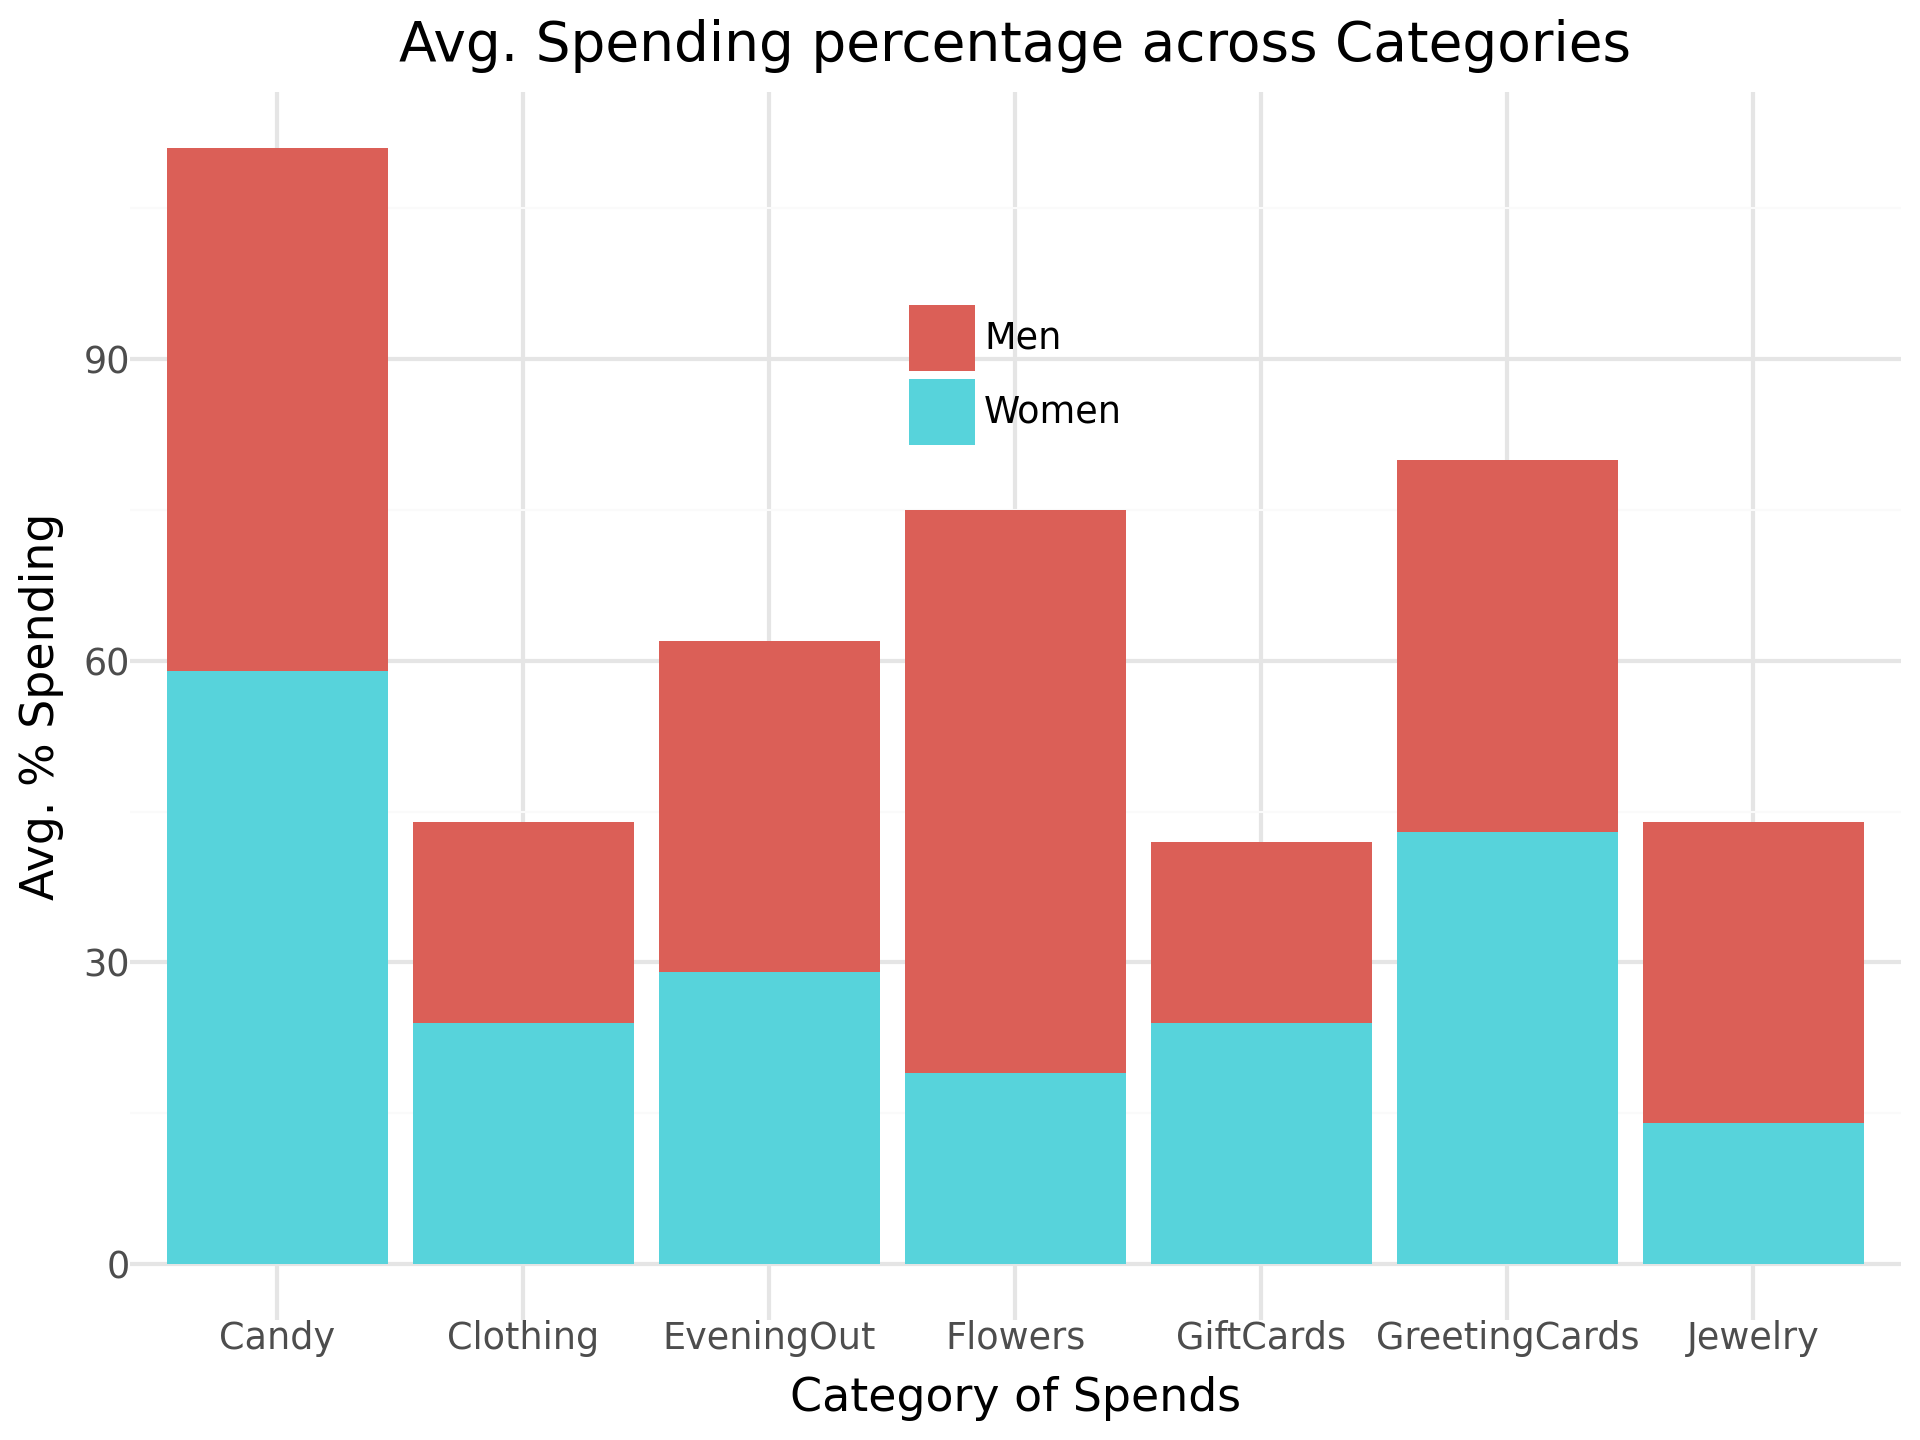 Avg. Spending percentage across Categories
Men
Women
90
60
30
0
Avg. % Spending
Candy Clothing EveningOut Flowers GiftCards GreetingCards Jewelry
Category of Spends